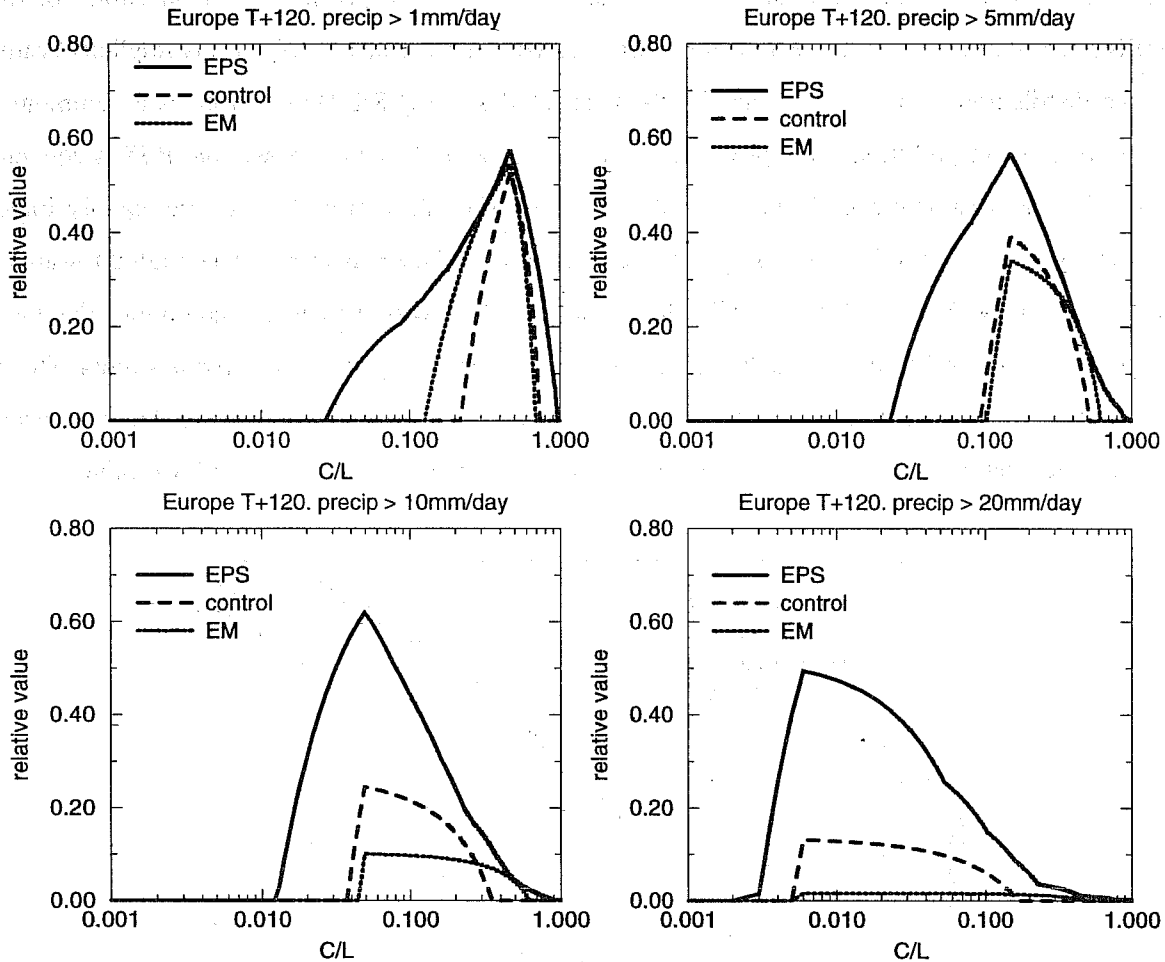 Europe T+120. precip > 1mm/day
EPS
control
EM
0.80
0.60
0.40
0.20
0.00
relative value
0.001
0.010
0.100
1.000
C/L
Europe T+120. precip > 5mm/day
EPS
control
EM
0.80
0.60
0.40
0.20
0.00
relative value
0.001
0.010
0.100
1.000
C/L
Europe T+120. precip > 10mm/day
EPS
control
EM
0.80
0.60
0.40
0.20
0.00
relative value
0.001
0.010
0.100
1.000
C/L
Europe T+120. precip > 20mm/day
EPS
control
EM
0.80
0.60
0.40
0.20
0.00
relative value
0.001
0.010
0.100
1.000
C/L